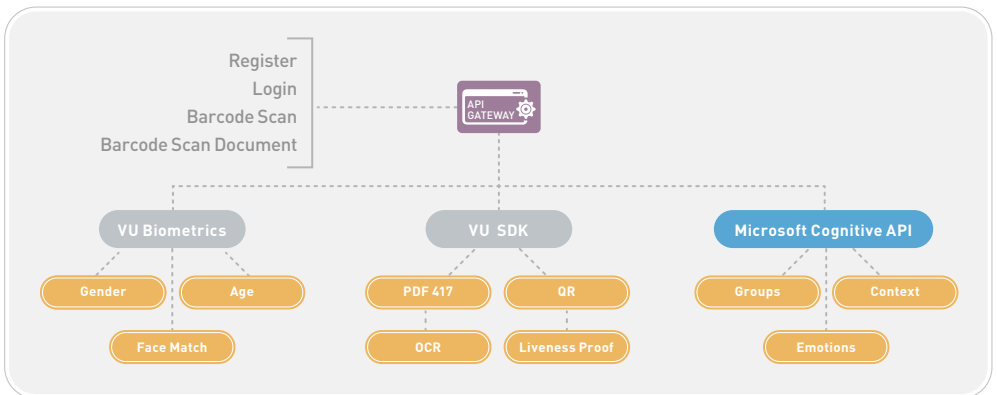 Register
Login
Barcode Scan
Barcode Scan Document
API
GATEWAY
VU Biometrics
VU SDK
Microsoft Cognitive API
Gender
Age
PDF 417
QR
Groups
Context
Face Match
OCR
Liveness Proof
Emotions